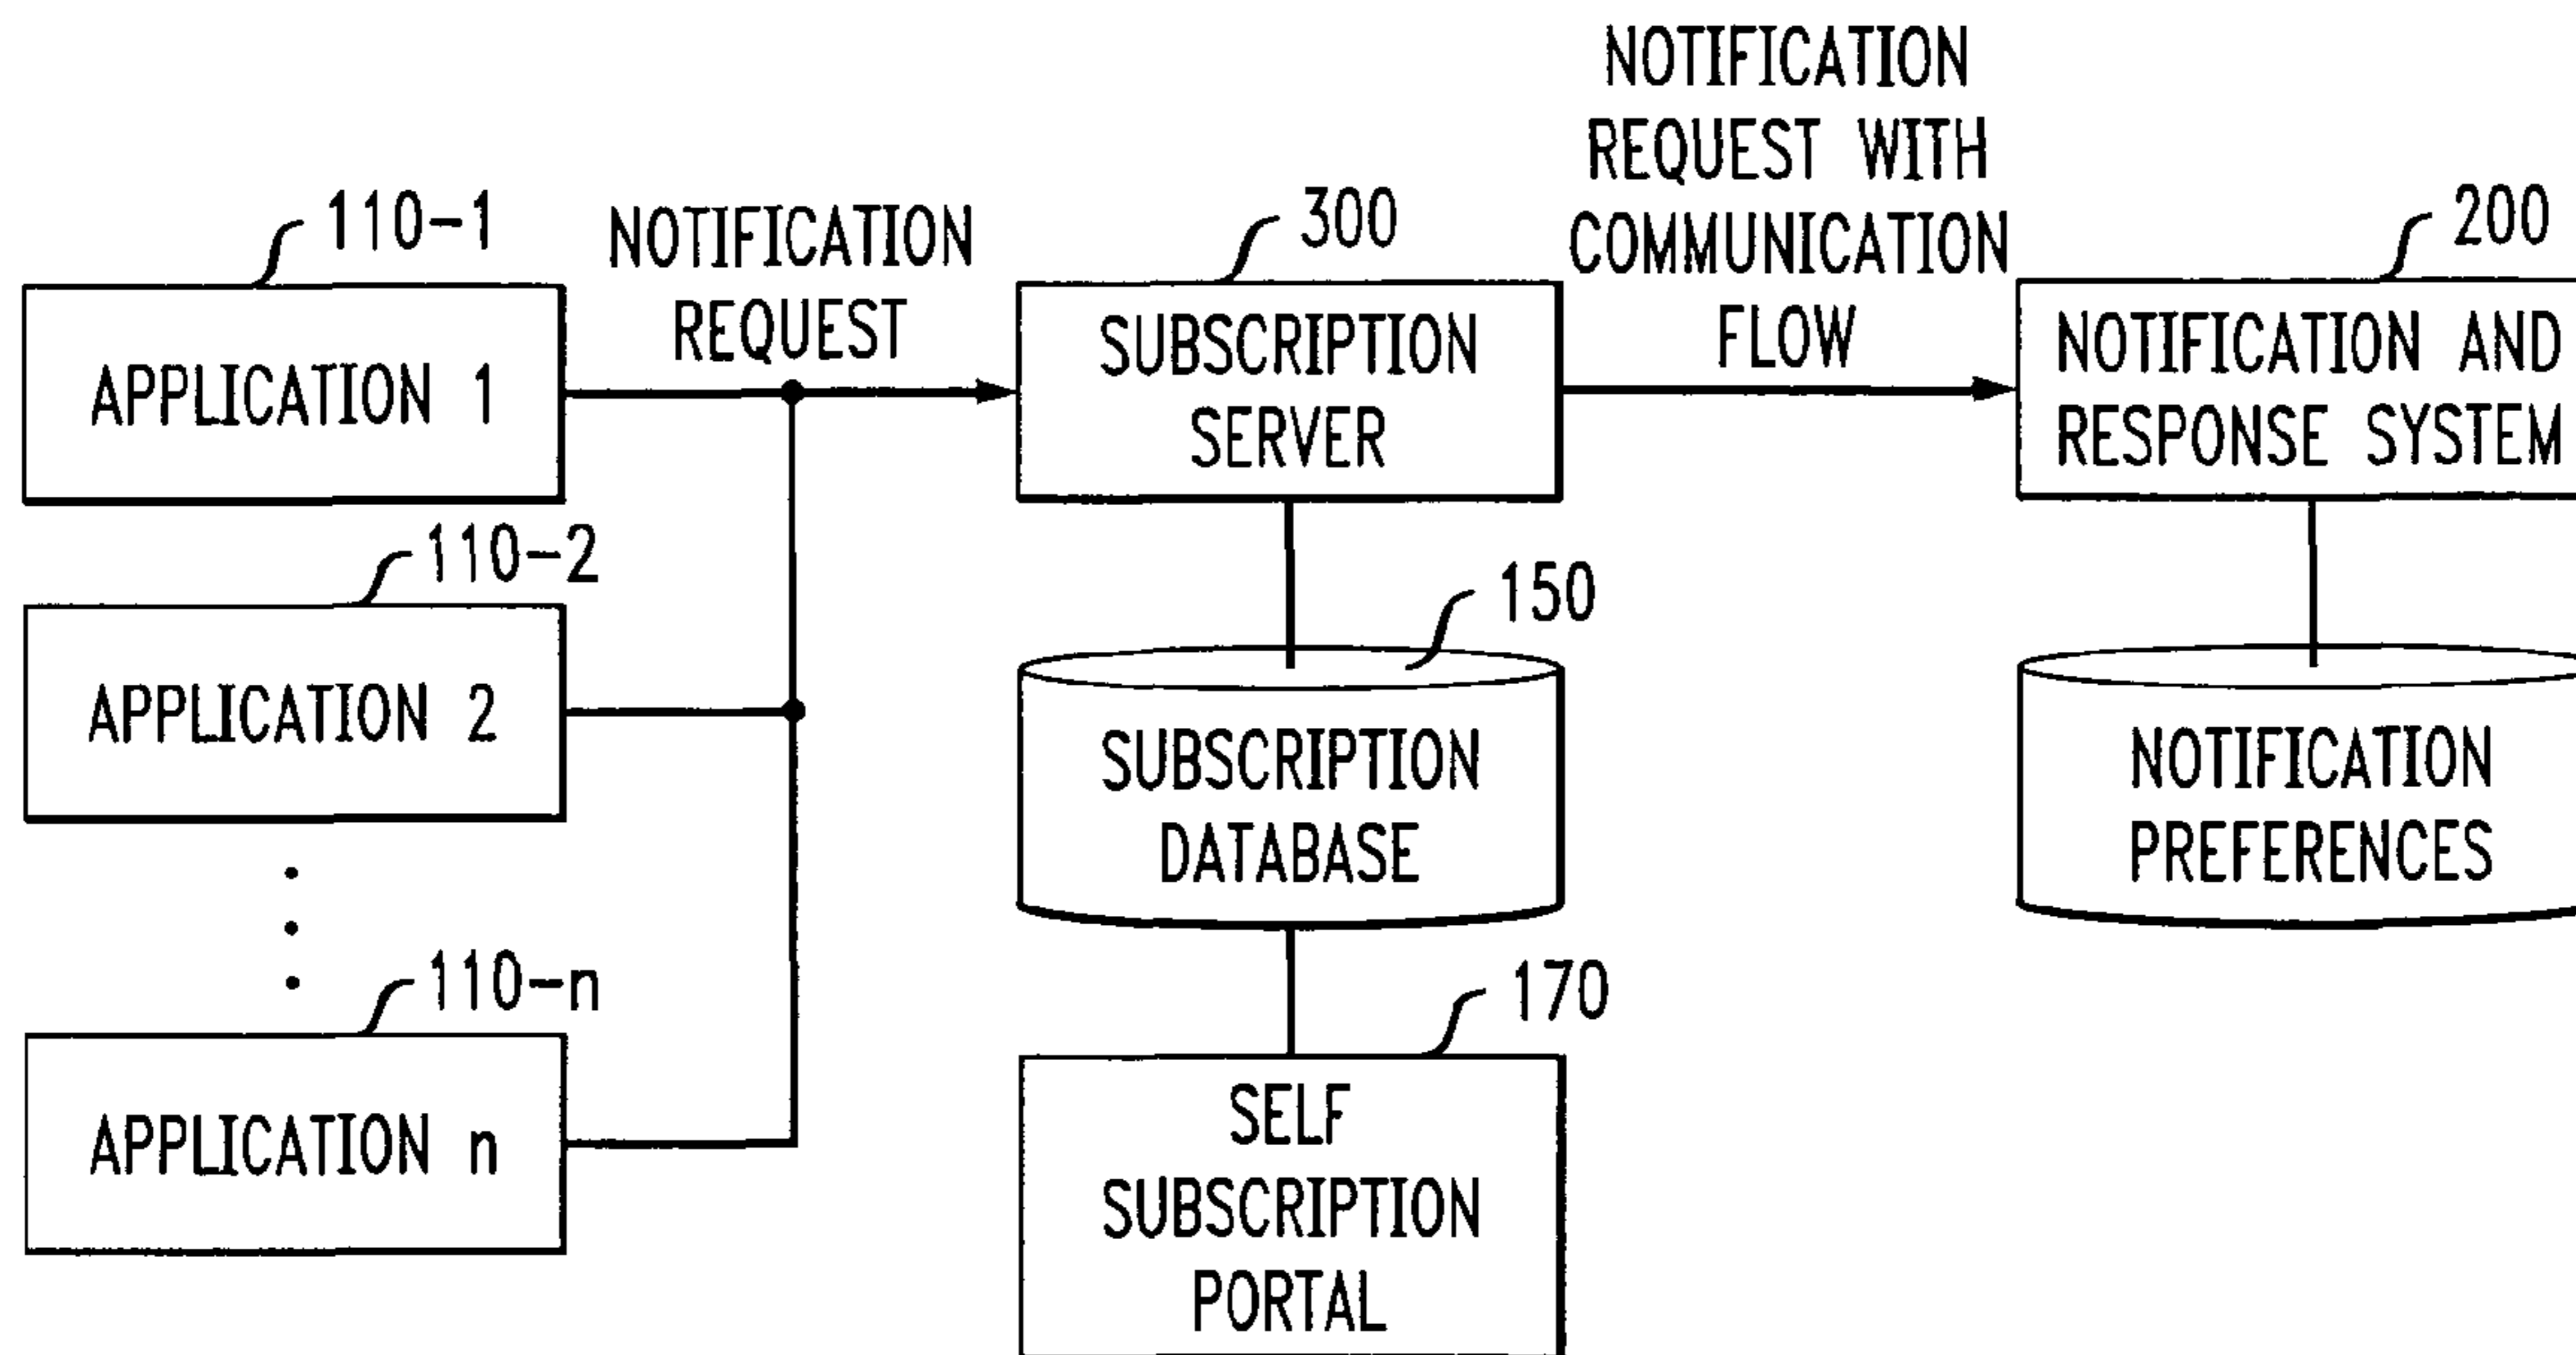 110-1
APPLICATION 1
110-2
APPLICATION 2
110-n
APPLICATION n
NOTIFICATION
REQUEST
300
SUBSCRIPTION
SERVER
150
SUBSCRIPTION
DATABASE
170
SELF
SUBSCRIPTION
PORTAL
NOTIFICATION
REQUEST WITH
COMMUNICATION
FLOW
200
NOTIFICATION AND
RESPONSE SYSTEM
NOTIFICATION
PREFERENCES